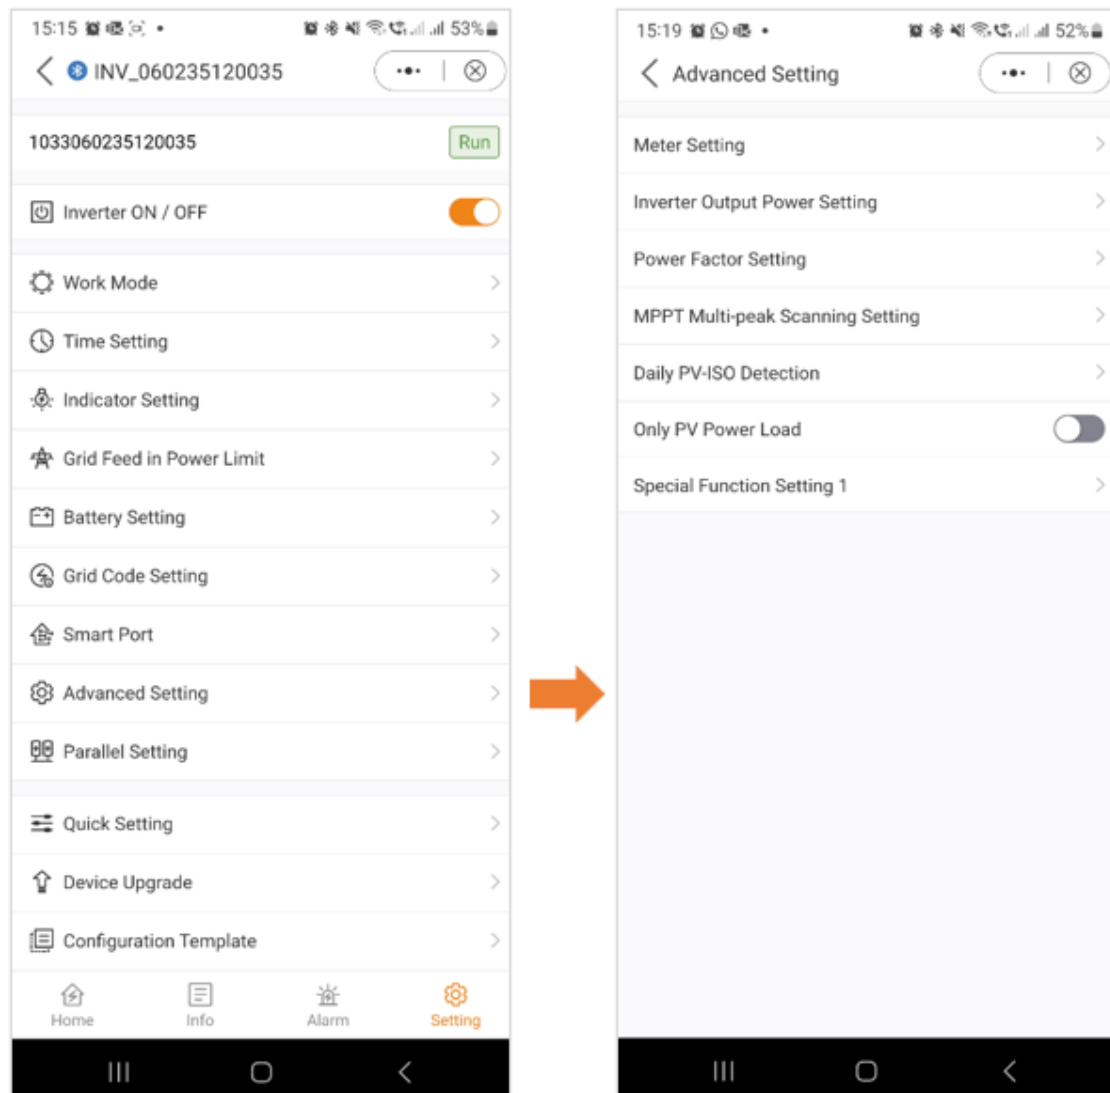 15:15
53%
INV_060235120035
1033060235120035
Run
Inverter ON / OFF
Work Mode
Time Setting
Indicator Setting
Grid Feed in Power Limit
Battery Setting
Grid Code Setting
Smart Port
Advanced Setting
Parallel Setting
Quick Setting
Device Upgrade
Configuration Template
Home
Info
Alarm
Setting
15:19
52%
Advanced Setting
Meter Setting
Inverter Output Power Setting
Power Factor Setting
MPPT Multi-peak Scanning Setting
Daily PV-ISO Detection
Only PV Power Load
Special Function Setting 1